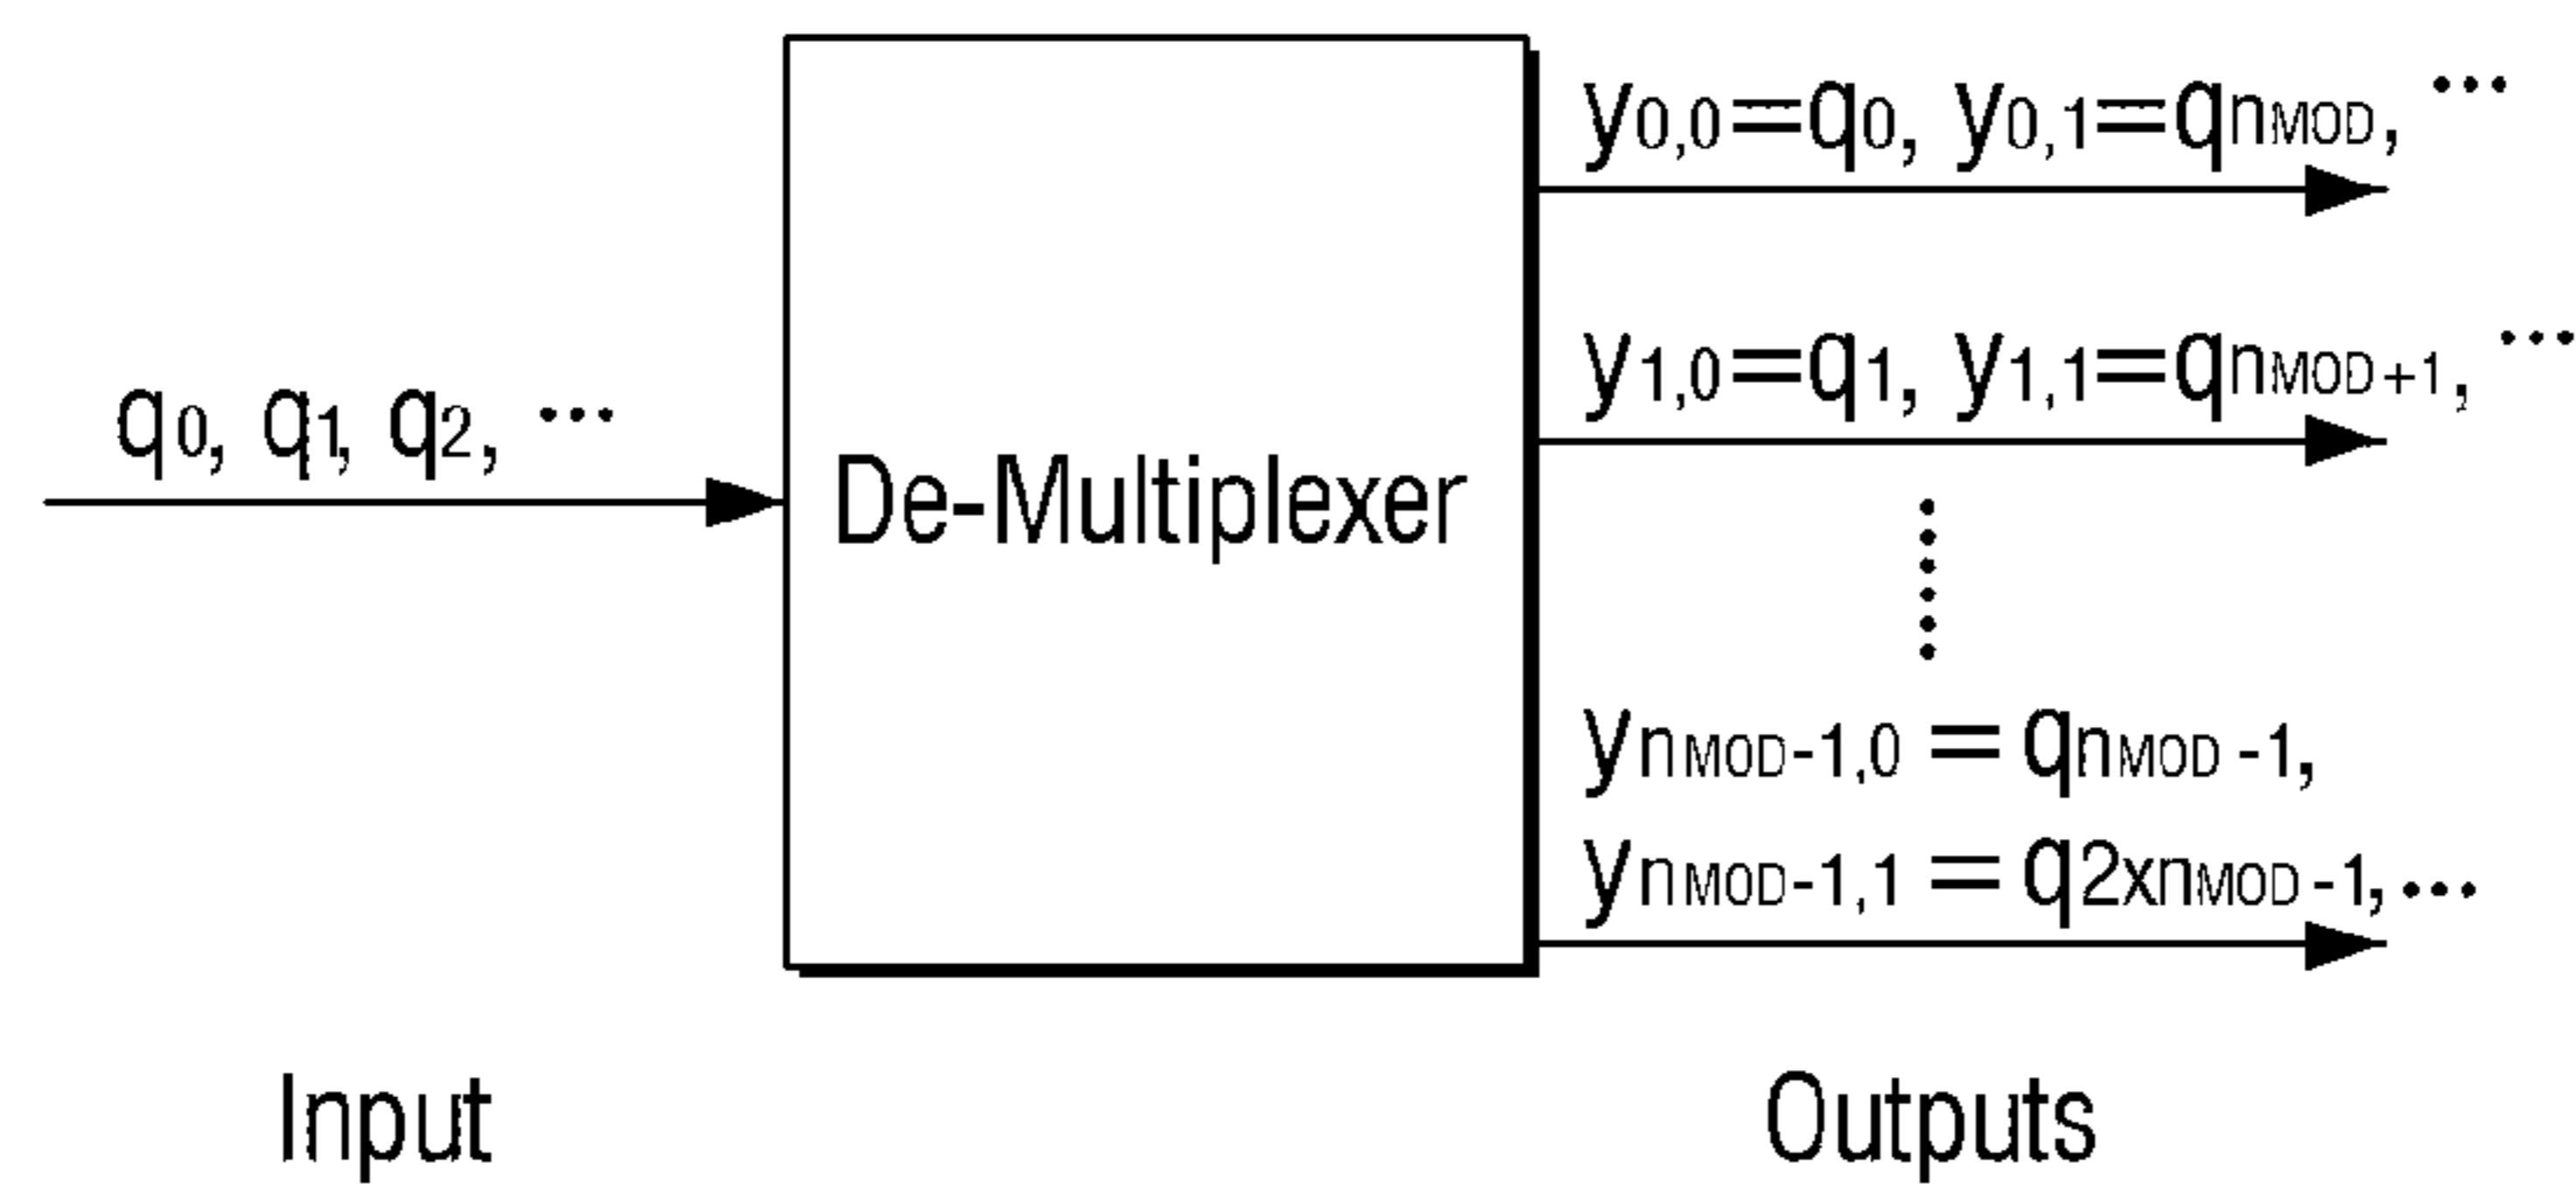 y0,0=q0, y0,1=qnMOD, ...
y1,0=q1, y1,1=qnMOD+1, ...
q0, q1, q2, ...
De-Multiplexer
ynMOD-1,0 = qnMOD-1,
ynMOD-1,1 = q2xnMOD-1, ...
Input
Outputs